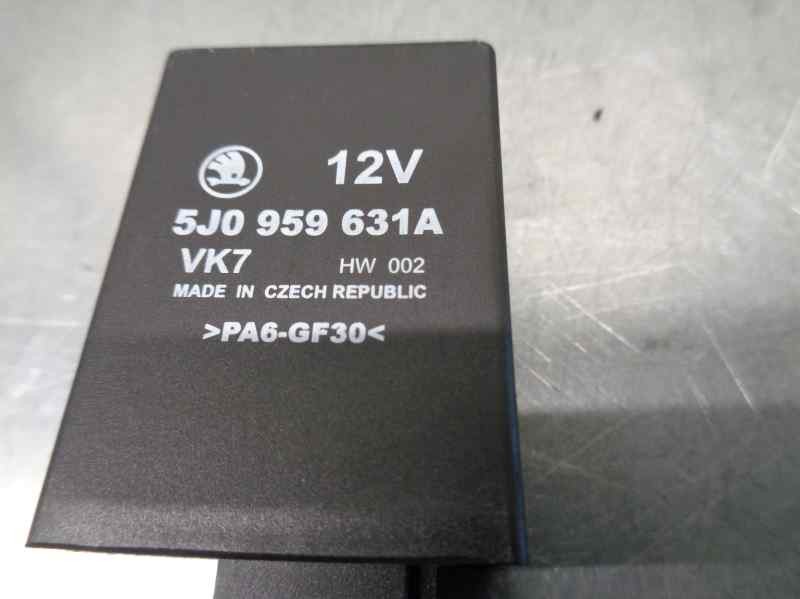 12V
5J0 959 631A
VK7 HW 002
MADE IN CZECH REPUBLIC
>PA6-GF30<